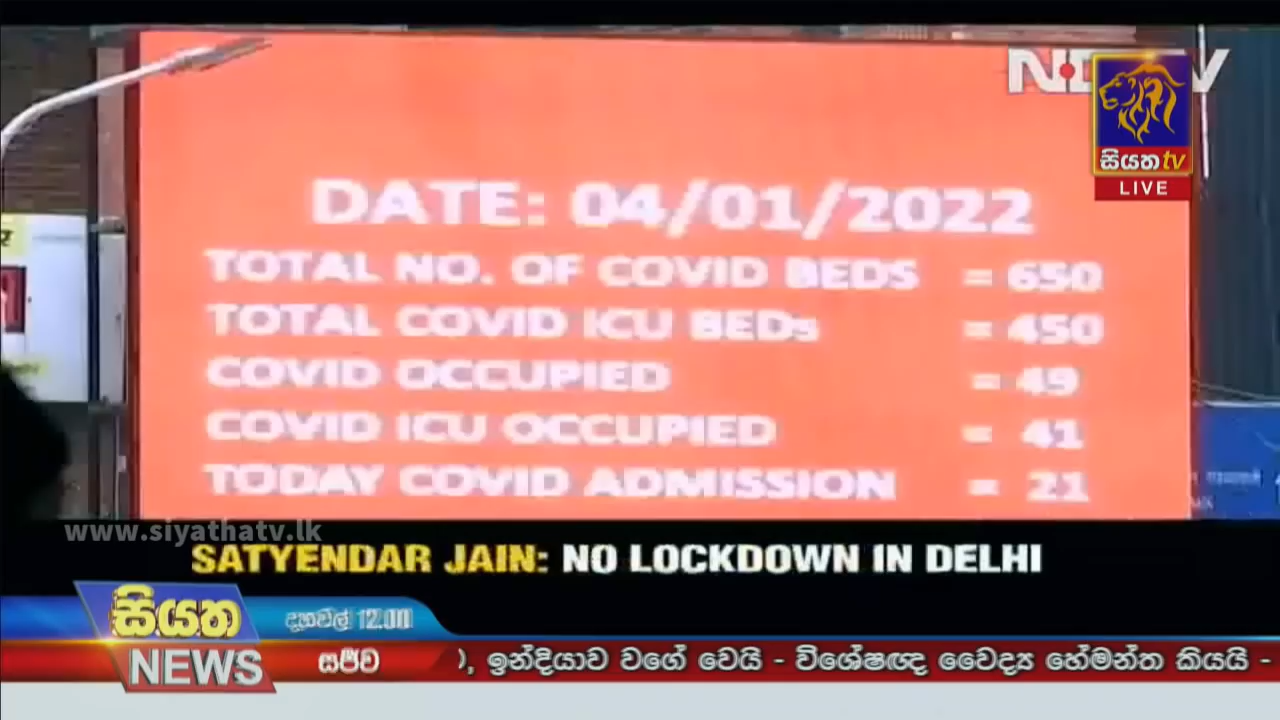 NDTV
සියත tv
LIVE
DATE: 04/01/2022
TOTAL NO. OF COVID BEDS = 650
TOTAL COVID ICU BEDs = 450
COVID OCCUPIED = 49
COVID ICU OCCUPIED = 41
TODAY COVID ADMISSION = 21
www.siyathatv.lk
SATYENDAR JAIN: NO LOCKDOWN IN DELHI
සියත දහවල් 12.00
NEWS සජීව ), ඉන්දියාව වගේ වෙයි - විශේෂඥ වෛද්‍ය හේමන්ත කියයි -